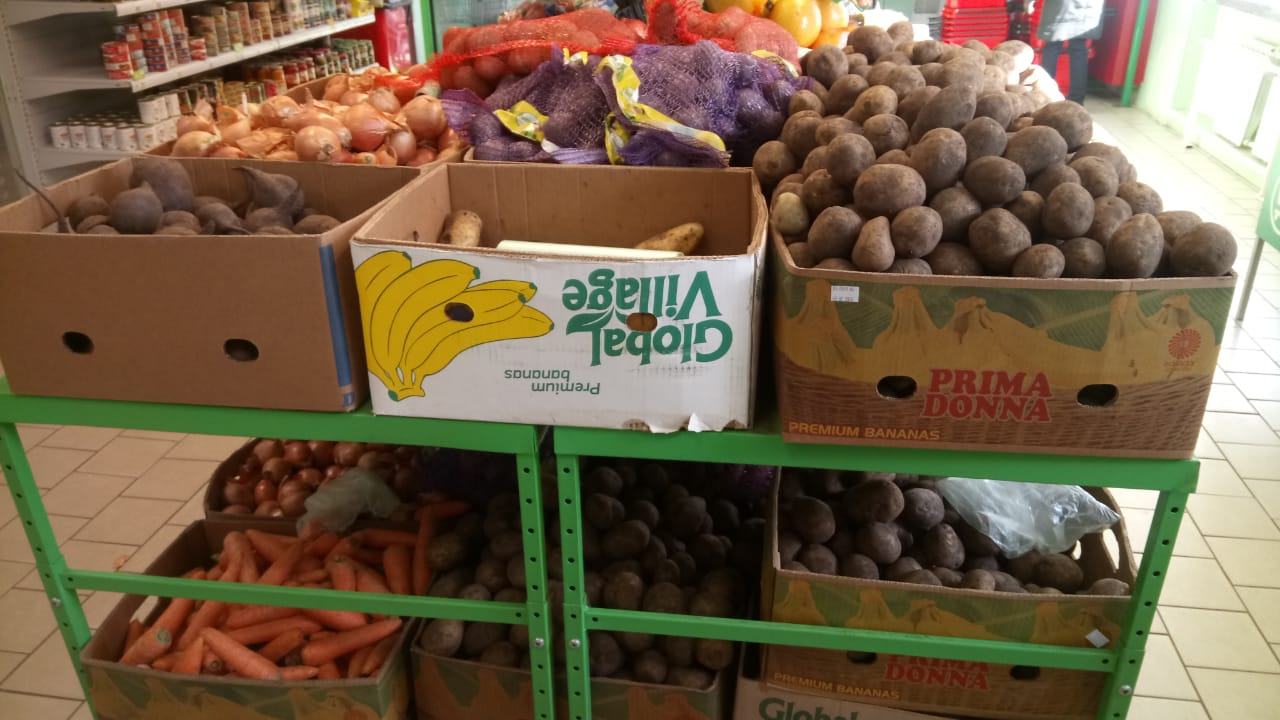 Global
Village
Premium
bananas
PRIMA
DONNA
PREMIUM BANANAS
PRIMA
DONNA
PREMIUM BANANAS
Global